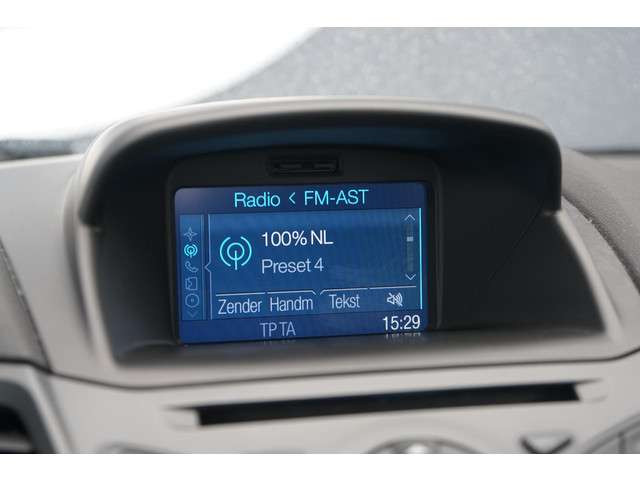 Radio < FM-AST
100% NL
Preset 4
Zender Handm Tekst
TP TA 15:29